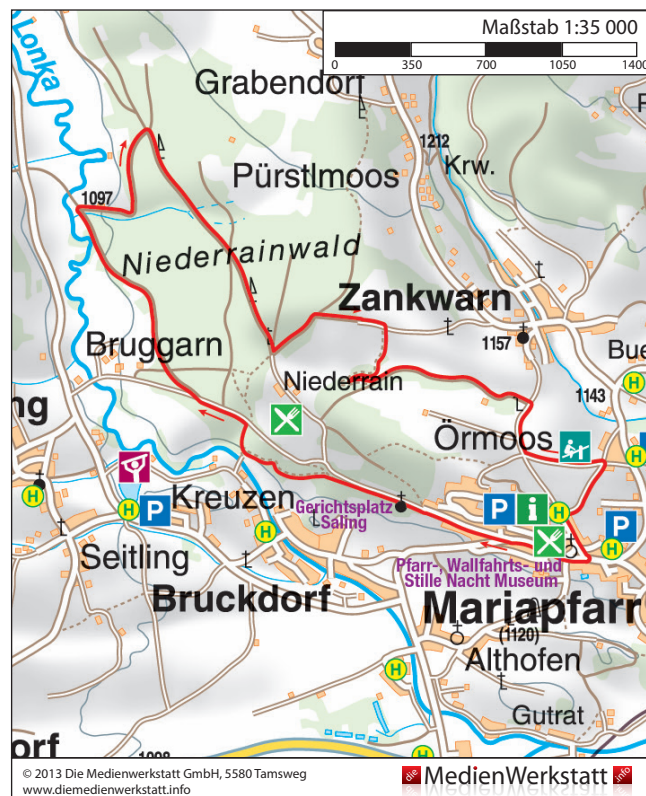 Maßstab 1:35 000
0 350 700 1050 1400
Lonka
Grabendorf
1212
Krw.
Pürstlmoos
1097
Niederrainwald
Zankwarn
1157
Bue
Bruggarn
Niederrain
1143
H
ng
Örmoos
H
H
Kreuzen
P
Gerichtsplatz
Saling
P
i
H
P
H
H
H
Seitling
Pfarr-, Wallfahrts- und
Stille Nacht Museum
Bruckdorf
Mariapfarr
(1120)
Althofen
H
Gutrat
orf
H
© 2013 Die Medienwerkstatt GmbH, 5580 Tamsweg
www.diemedienwerkstatt.info
die MedienWerkstatt .info